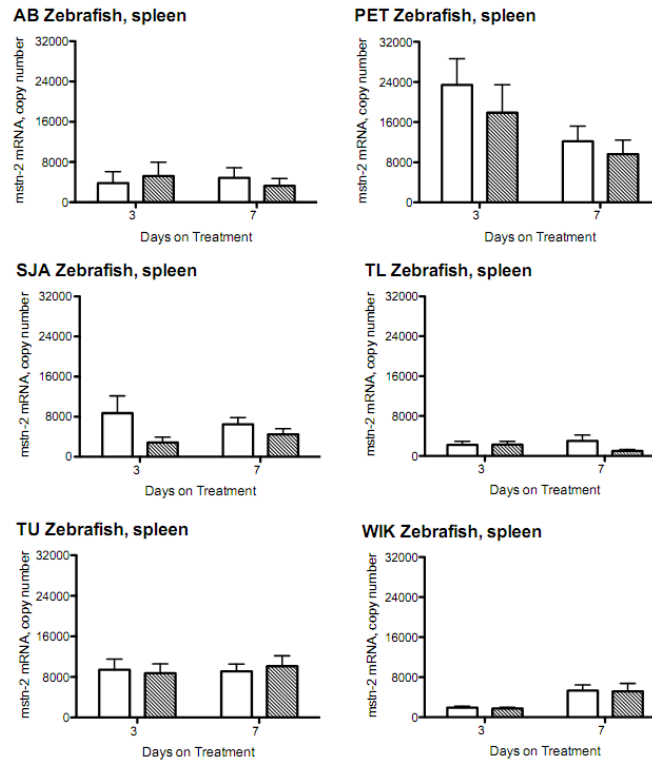 AB Zebrafish, spleen
mstn-2 mRNA, copy number
32000
24000
16000
8000
0
3
7
Days on Treatment
PET Zebrafish, spleen
mstn-2 mRNA, copy number
32000
24000
16000
8000
0
3
7
Days on Treatment
SJA Zebrafish, spleen
mstn-2 mRNA, copy number
32000
24000
16000
8000
0
3
7
Days on Treatment
TL Zebrafish, spleen
mstn-2 mRNA, copy number
32000
24000
16000
8000
0
3
7
Days on Treatment
TU Zebrafish, spleen
mstn-2 mRNA, copy number
32000
24000
16000
8000
0
3
7
Days on Treatment
WIK Zebrafish, spleen
mstn-2 mRNA, copy number
32000
24000
16000
8000
0
3
7
Days on Treatment